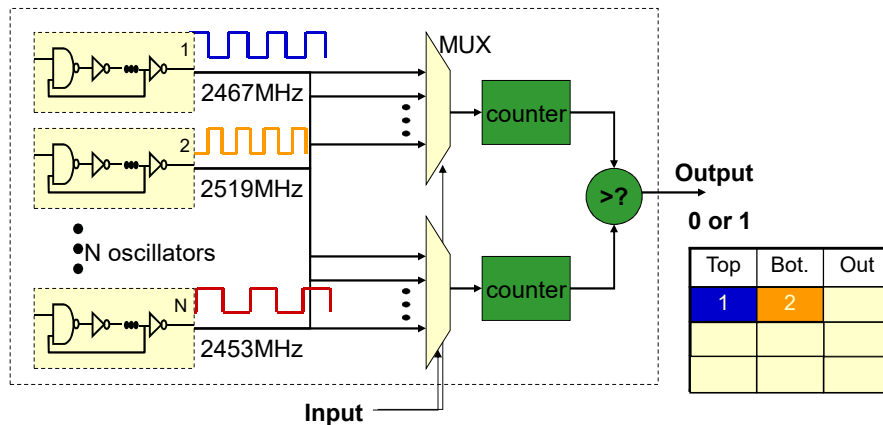 1
MUX
2467MHz
counter
2
2519MHz
>?
Output
0 or 1
N oscillators
Top Bot. Out
1 2
N
counter
2453MHz
Input